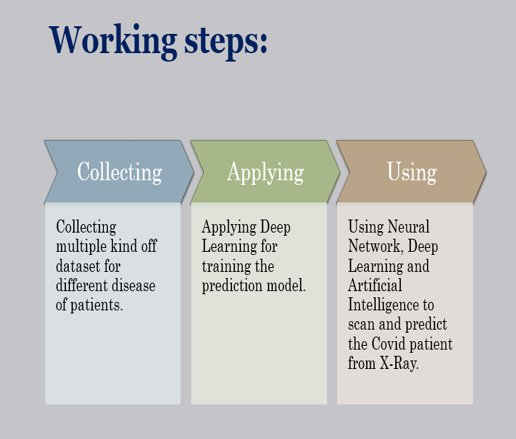 Working steps:
Collecting
Applying
Using
Collecting
multiple kind off
dataset for
different disease
of patients.
Applying Deep
Learning for
training the
prediction model.
Using Neural
Network, Deep
Learning and
Artificial
Intelligence to
scan and predict
the Covid patient
from X-Ray.